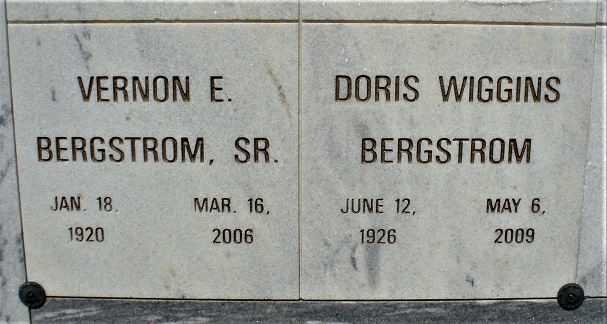 VERNON E.
BERGSTROM, SR.
JAN. 18, MAR. 16,
1920 2006
DORIS WIGGINS
BERGSTROM
JUNE 12, MAY 6,
1926 2009